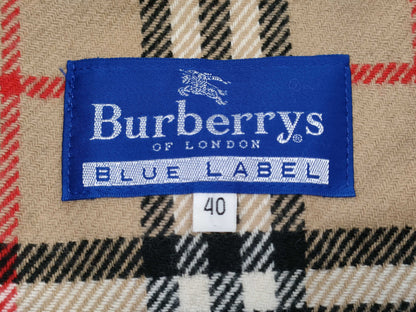 Burberrys®
OF LONDON
BLUE LABEL
40